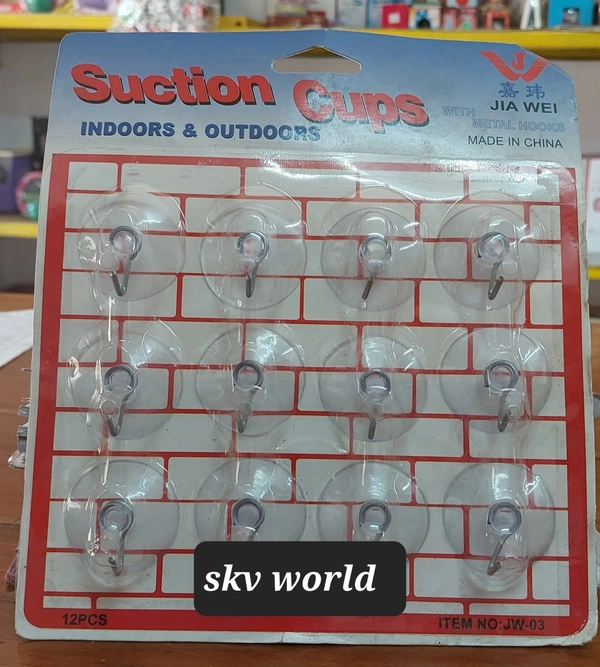 Suction Cups
INDOORS & OUTDOORS
J
嘉玮
JIA WEI
WITH
METAL HOOKS
MADE IN CHINA
skv world
12PCS
ITEM NO:JW-03